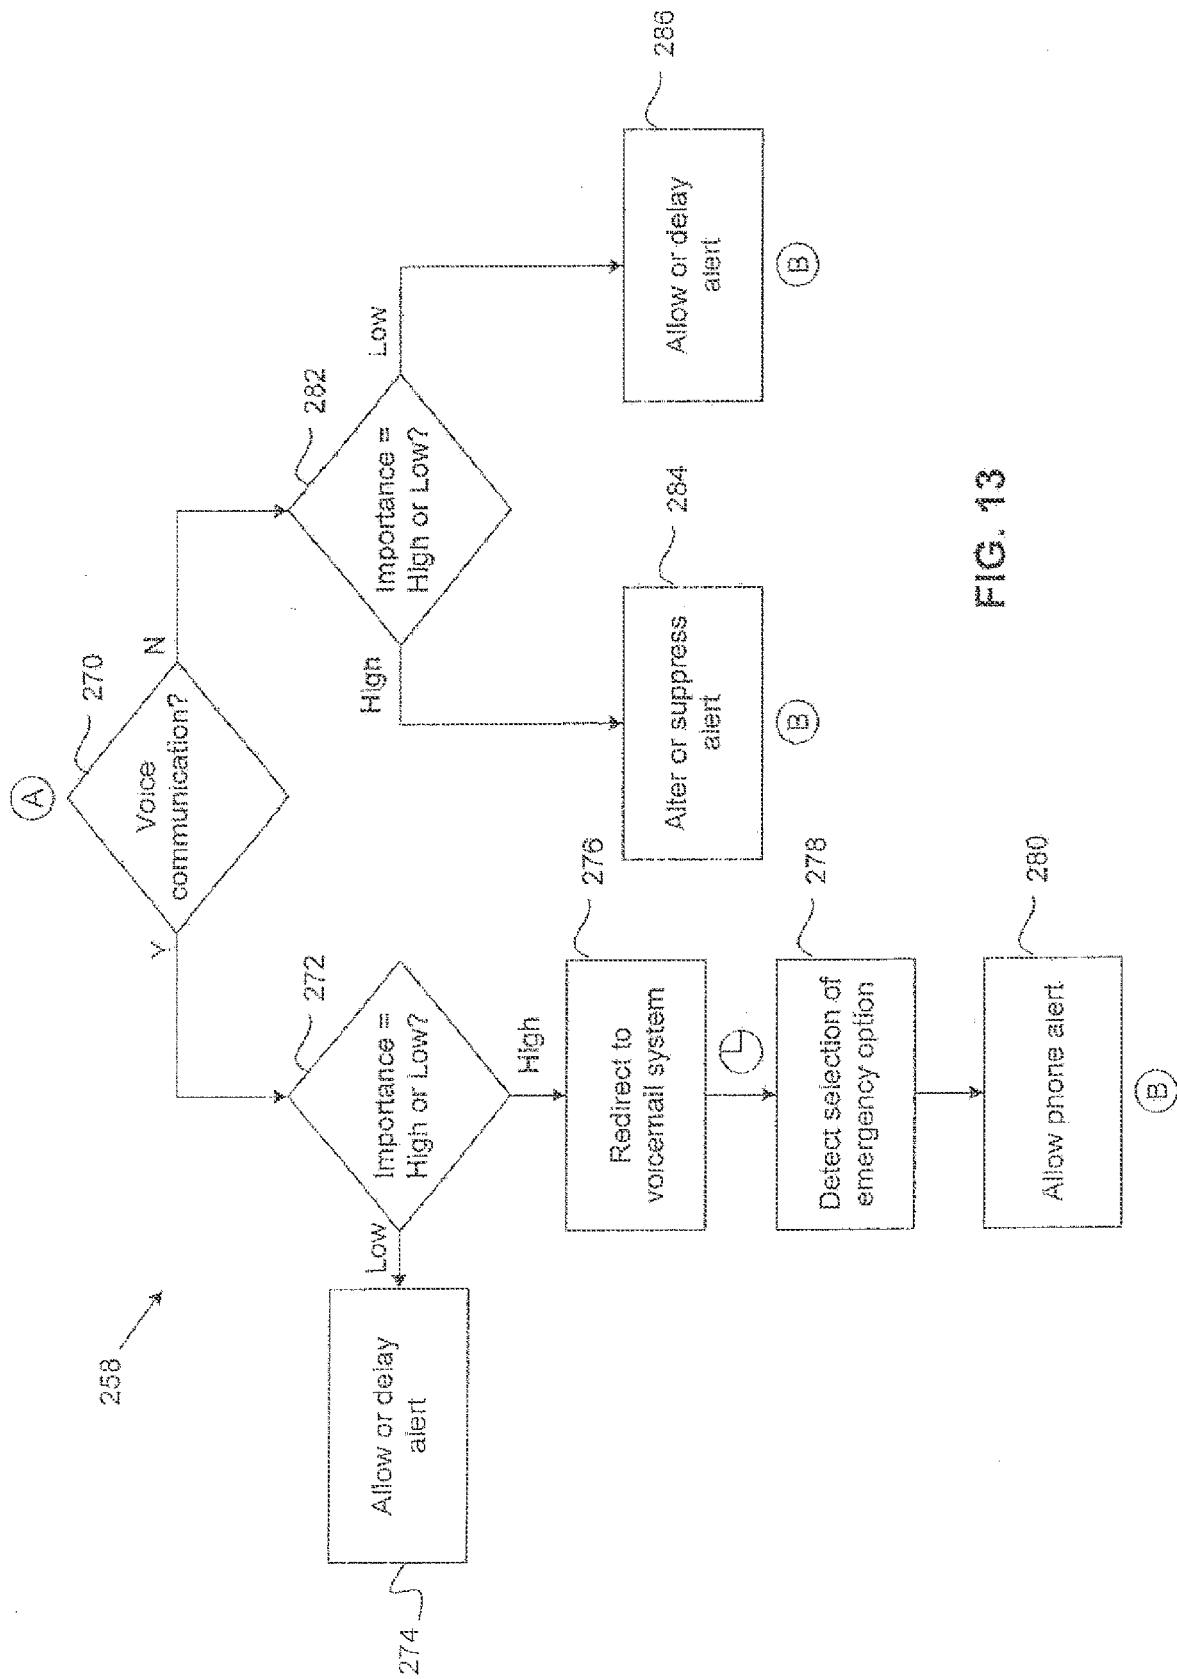 258
A
Voice
communication?
270
Y
N
Importance =
High or Low?
272
Low
High
Allow or delay
alert
274
Redirect to
voicemail system
276
Detect selection of
emergency option
278
Allow phone alert
280
B
Importance =
High or Low?
282
High
Low
Alter or suppress
alert
284
B
Allow or delay
alert
286
B
FIG. 13